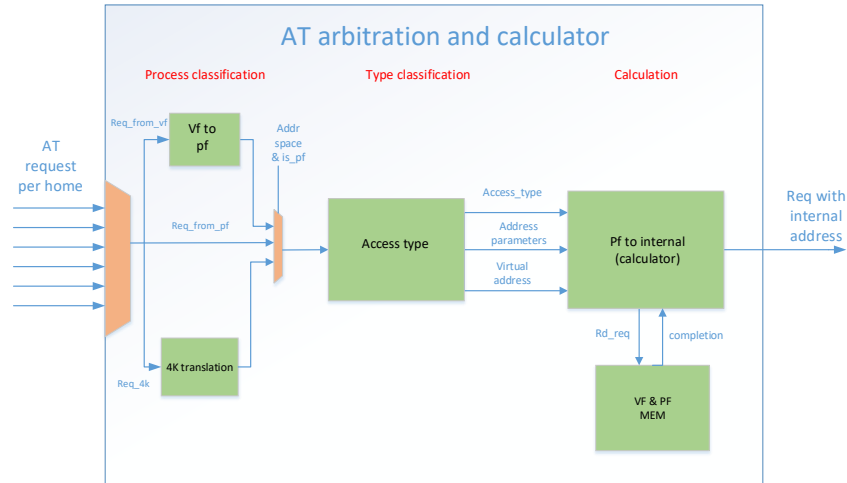 AT arbitration and calculator
Process classification
Type classification
Calculation
AT
request
per home
Req_from_vf
Vf to
pf
Addr
space
& is_pf
Req_from_pf
Req_4k
4K translation
Access type
Access_type
Address
parameters
Virtual
address
Pf to internal
(calculator)
Req with
internal
address
Rd_req
completion
VF & PF
MEM